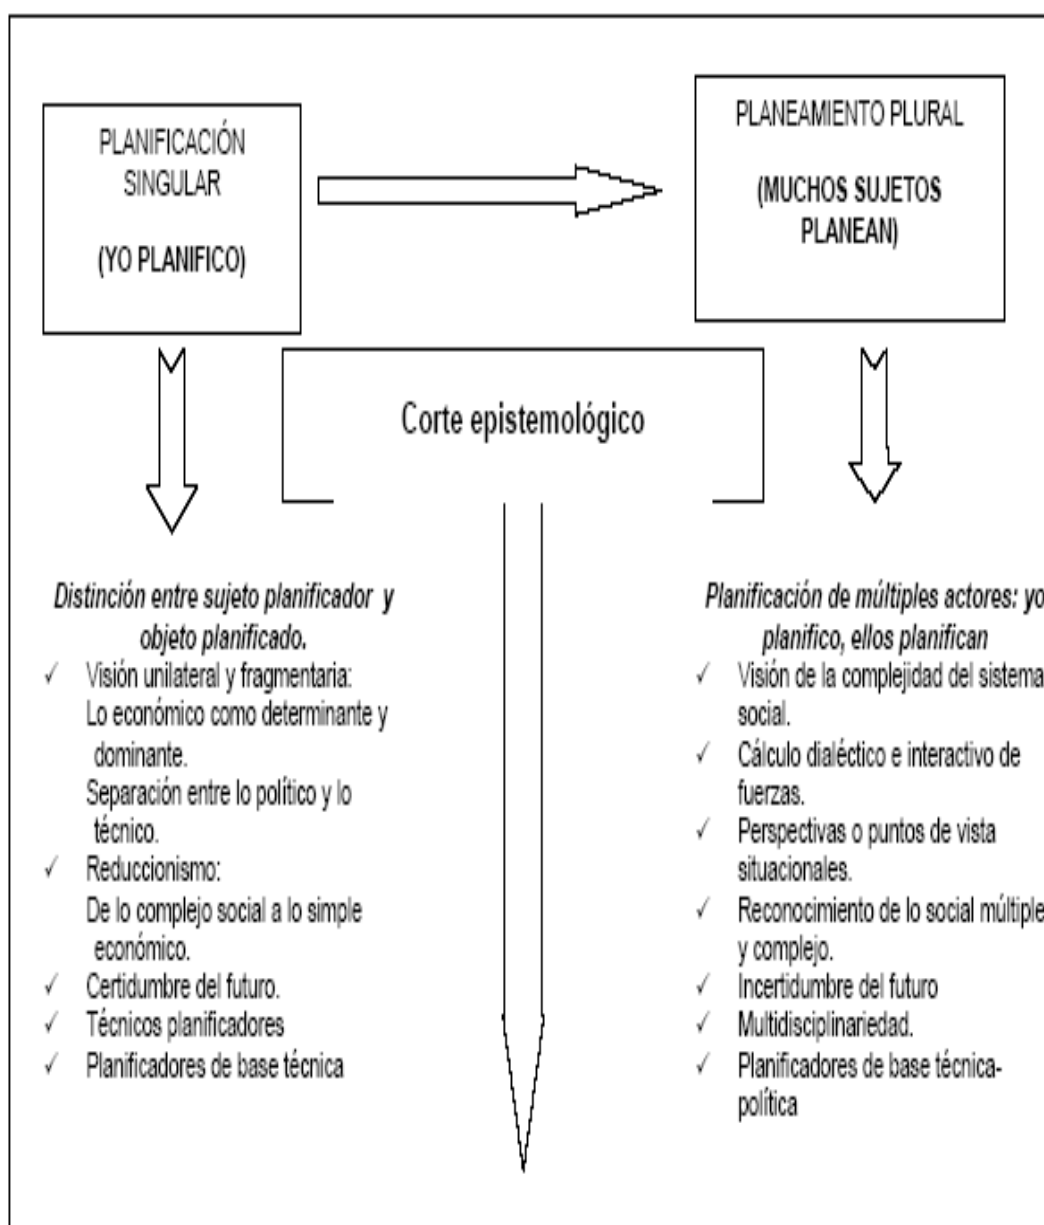 PLANIFICACIÓN
SINGULAR
(YO PLANIFICO)
PLANEAMIENTO PLURAL
(MUCHOS SUJETOS
PLANEAN)
Corte epistemológico
Distinción entre sujeto planificador y
objeto planificado.
✓ Visión unilateral y fragmentaria:
Lo económico como determinante y
dominante.
Separación entre lo político y lo
técnico.
✓ Reduccionismo:
De lo complejo social a lo simple
económico.
✓ Certidumbre del futuro.
✓ Técnicos planificadores
✓ Planificadores de base técnica
Planificación de múltiples actores: yo
planifico, ellos planifican
✓ Visión de la complejidad del sistema
social.
✓ Cálculo dialéctico e interactivo de
fuerzas.
✓ Perspectivas o puntos de vista
situacionales.
✓ Reconocimiento de lo social múltiple
y complejo.
✓ Incertidumbre del futuro
✓ Multidisciplinariedad.
✓ Planificadores de base técnica-
política